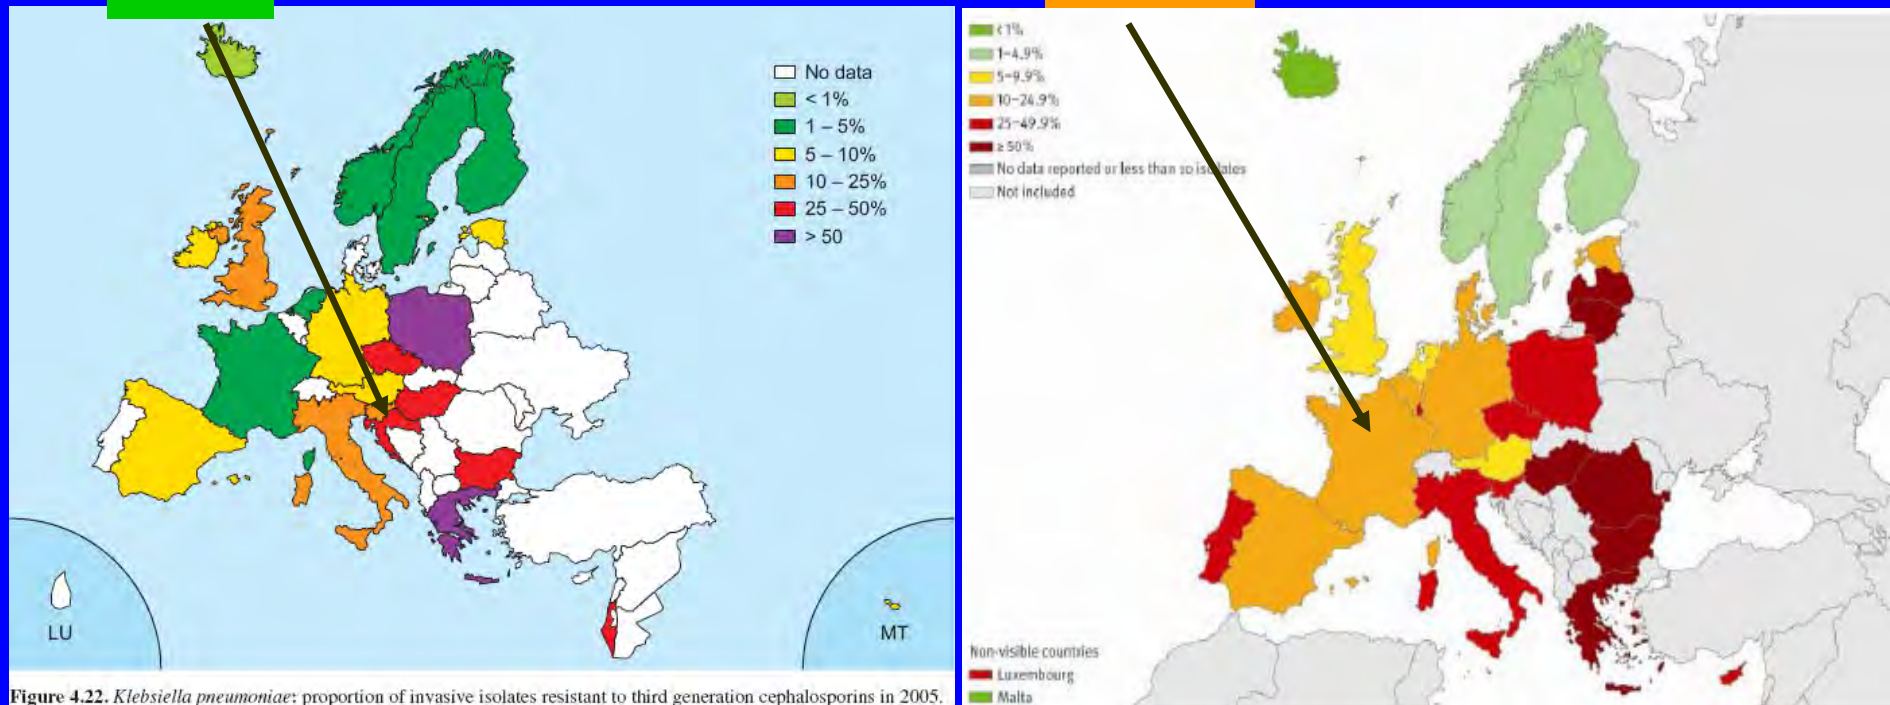 No data
< 1%
1 – 5%
5 – 10%
10 – 25%
25 – 50%
> 50
LU
MT
Figure 4.22. Klebsiella pneumoniae: proportion of invasive isolates resistant to third generation cephalosporins in 2005.
<1%
1-4.9%
5-9.9%
10-24.9%
25-49.9%
≥ 50%
No data reported or less than 10 isolates
Not included
Non-visible countries
Luxembourg
Malta